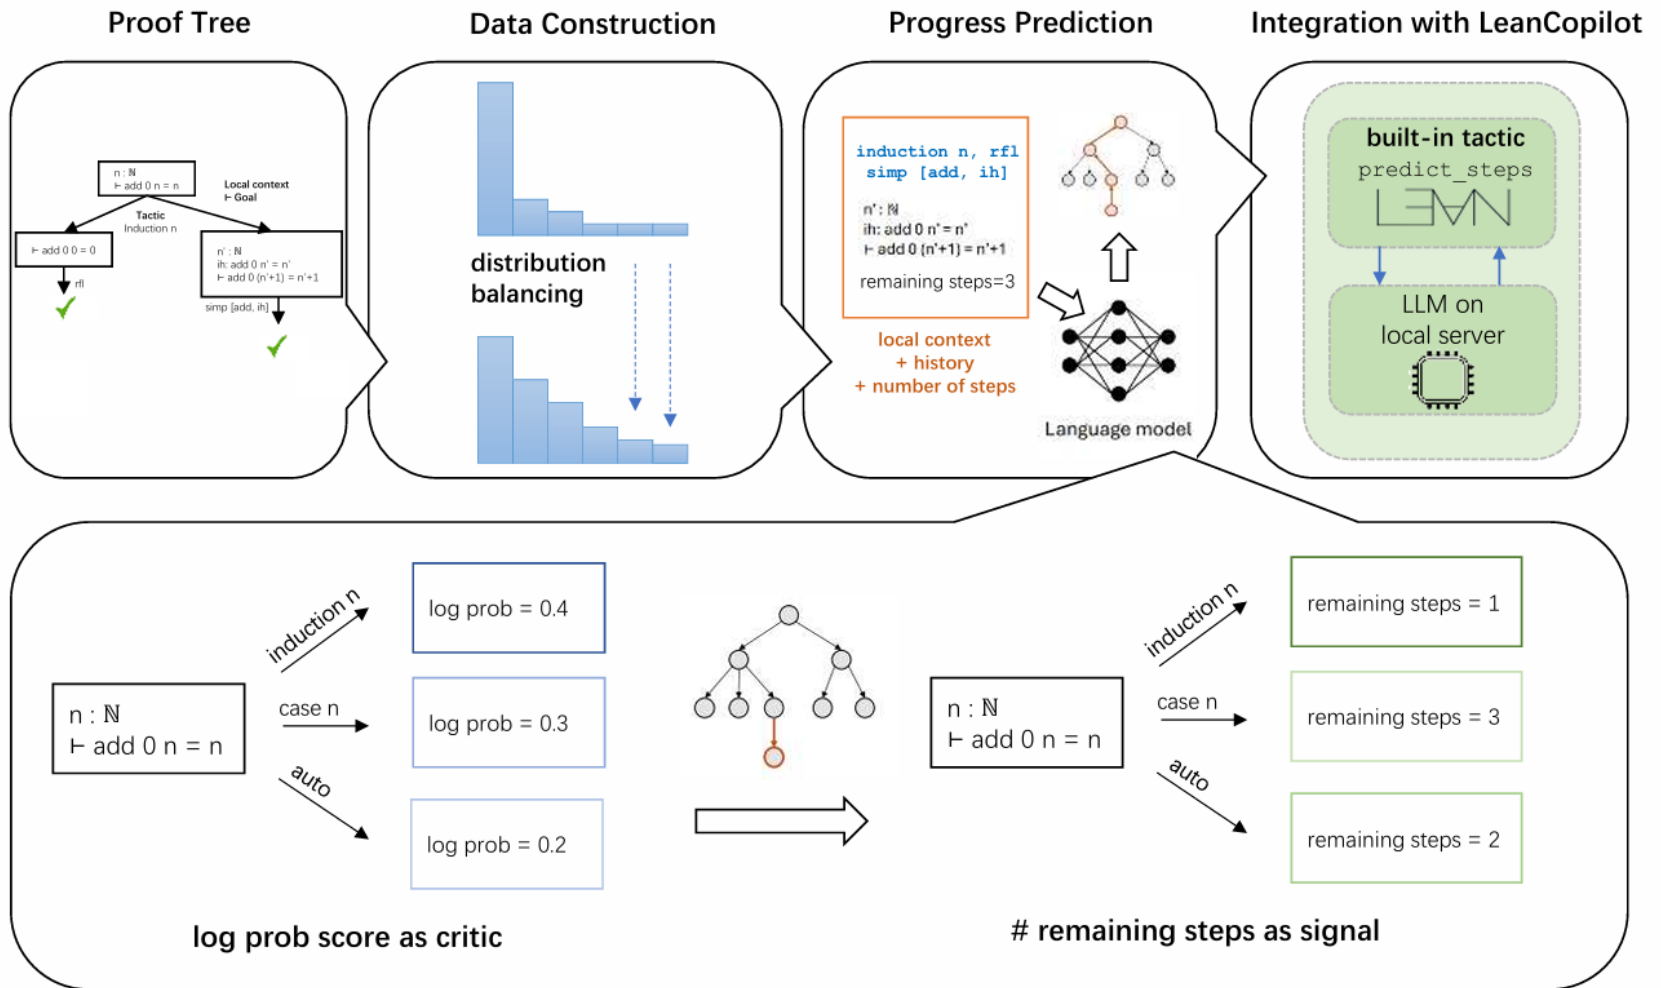 Proof Tree
Data Construction
Progress Prediction
Integration with LeanCopilot
n : ℕ
⊢ add 0 n = n
Local context
⊢ Goal
Tactic
Induction n
⊢ add 0 0 = 0
rfl
n' : ℕ
ih: add 0 n' = n'
⊢ add 0 (n'+1) = n'+1
simp [add, ih]
distribution
balancing
induction n, rfl
simp [add, ih]
n' : ℕ
ih: add 0 n' = n'
⊢ add 0 (n'+1) = n'+1
remaining steps=3
local context
+ history
+ number of steps
Language model
built-in tactic
predict_steps
LEAN
LLM on
local server
n : ℕ
⊢ add 0 n = n
induction n
case n
auto
log prob = 0.4
log prob = 0.3
log prob = 0.2
log prob score as critic
n : ℕ
⊢ add 0 n = n
induction n
case n
auto
remaining steps = 1
remaining steps = 3
remaining steps = 2
# remaining steps as signal